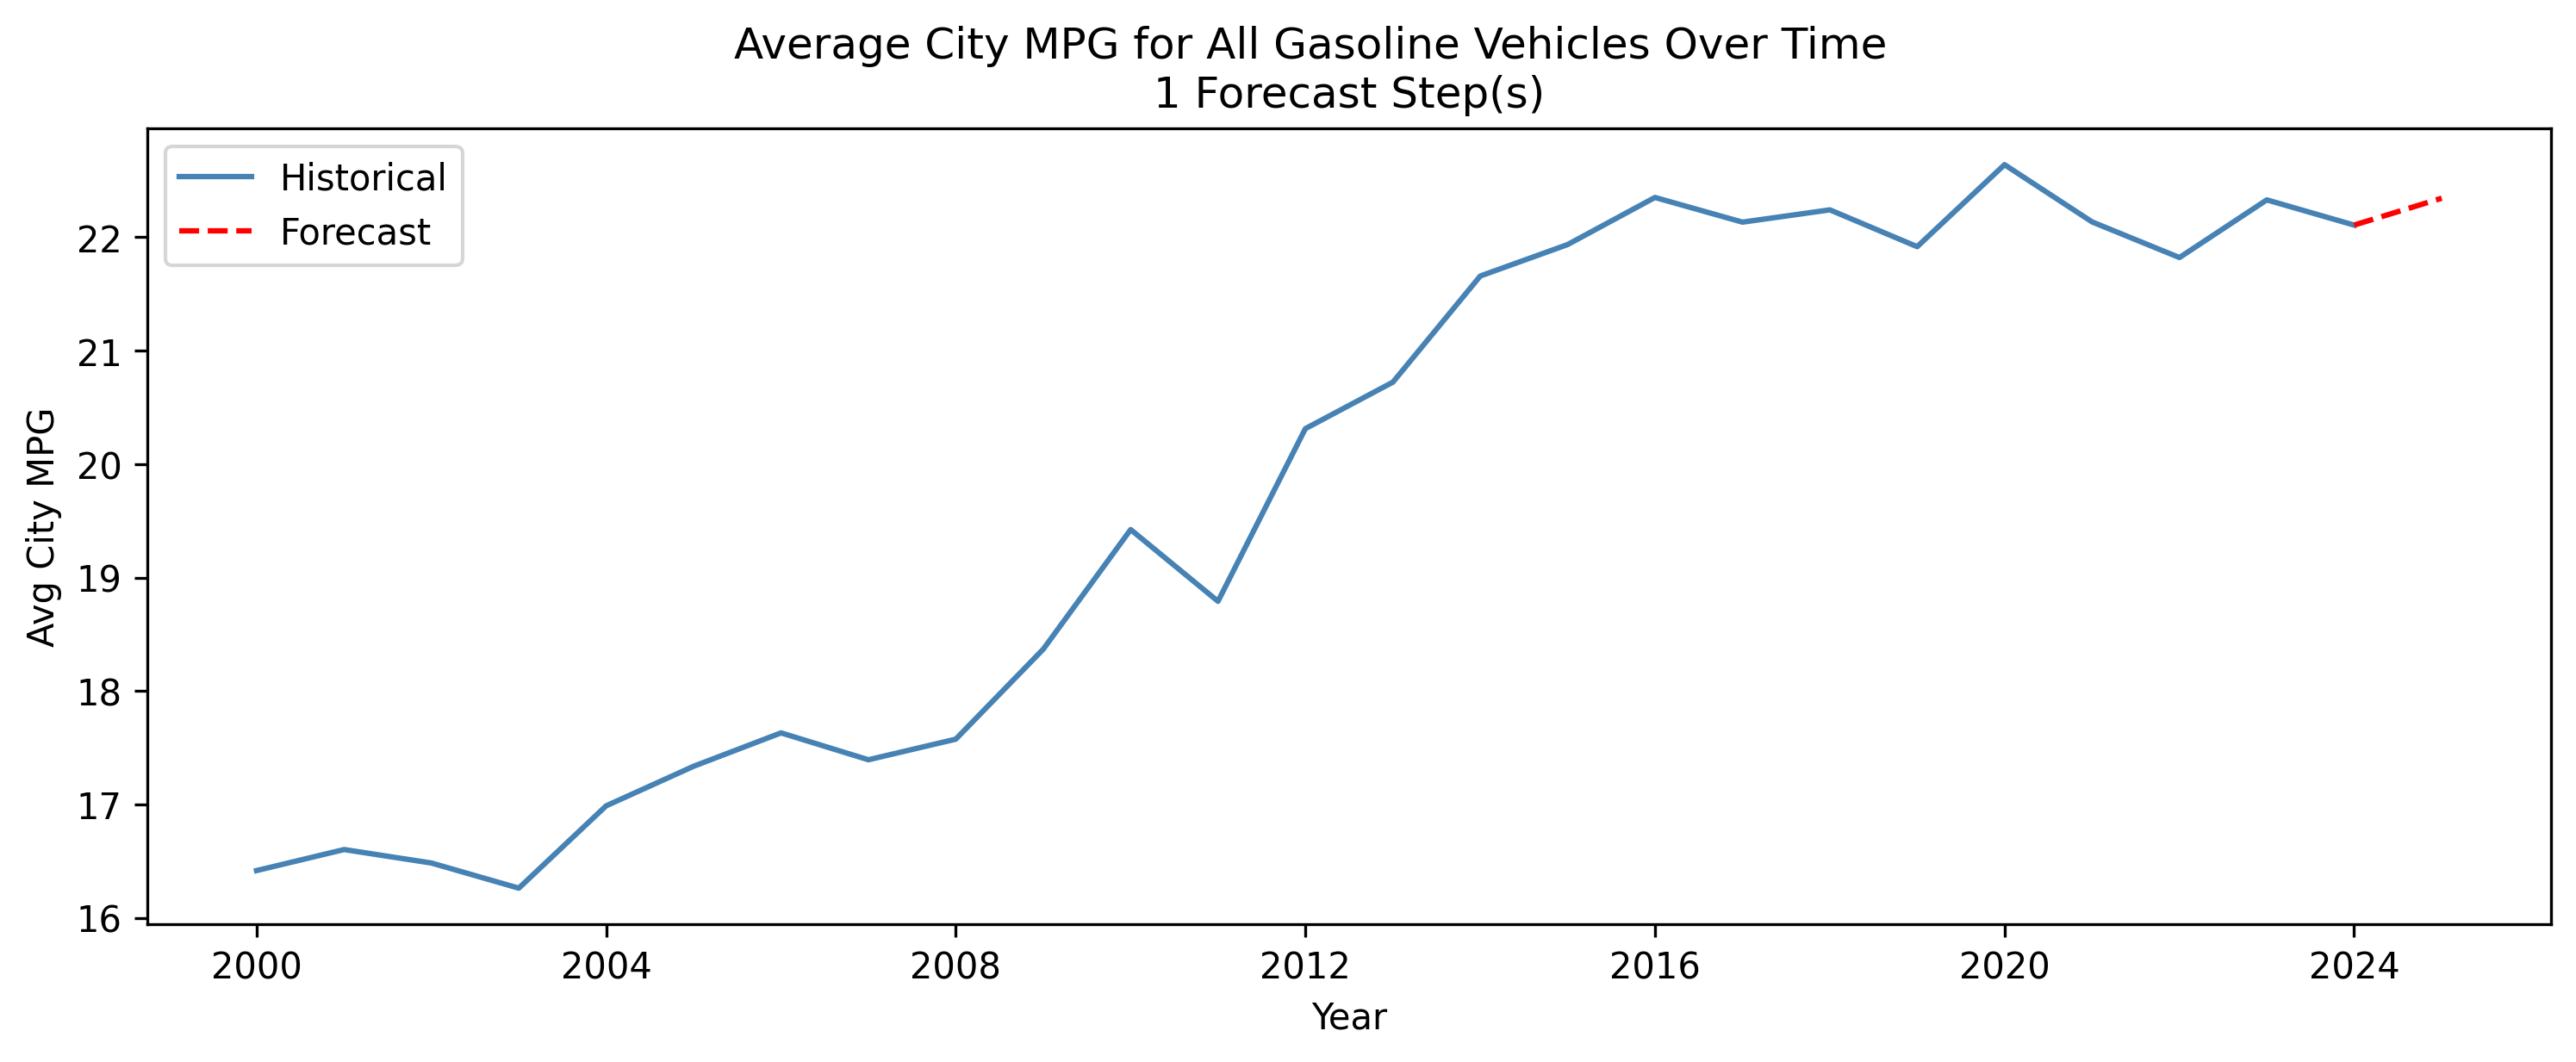 Average City MPG for All Gasoline Vehicles Over Time
1 Forecast Step(s)
Historical
Forecast
22
21
20
19
18
17
16
Avg City MPG
2000 2004 2008 2012 2016 2020 2024
Year